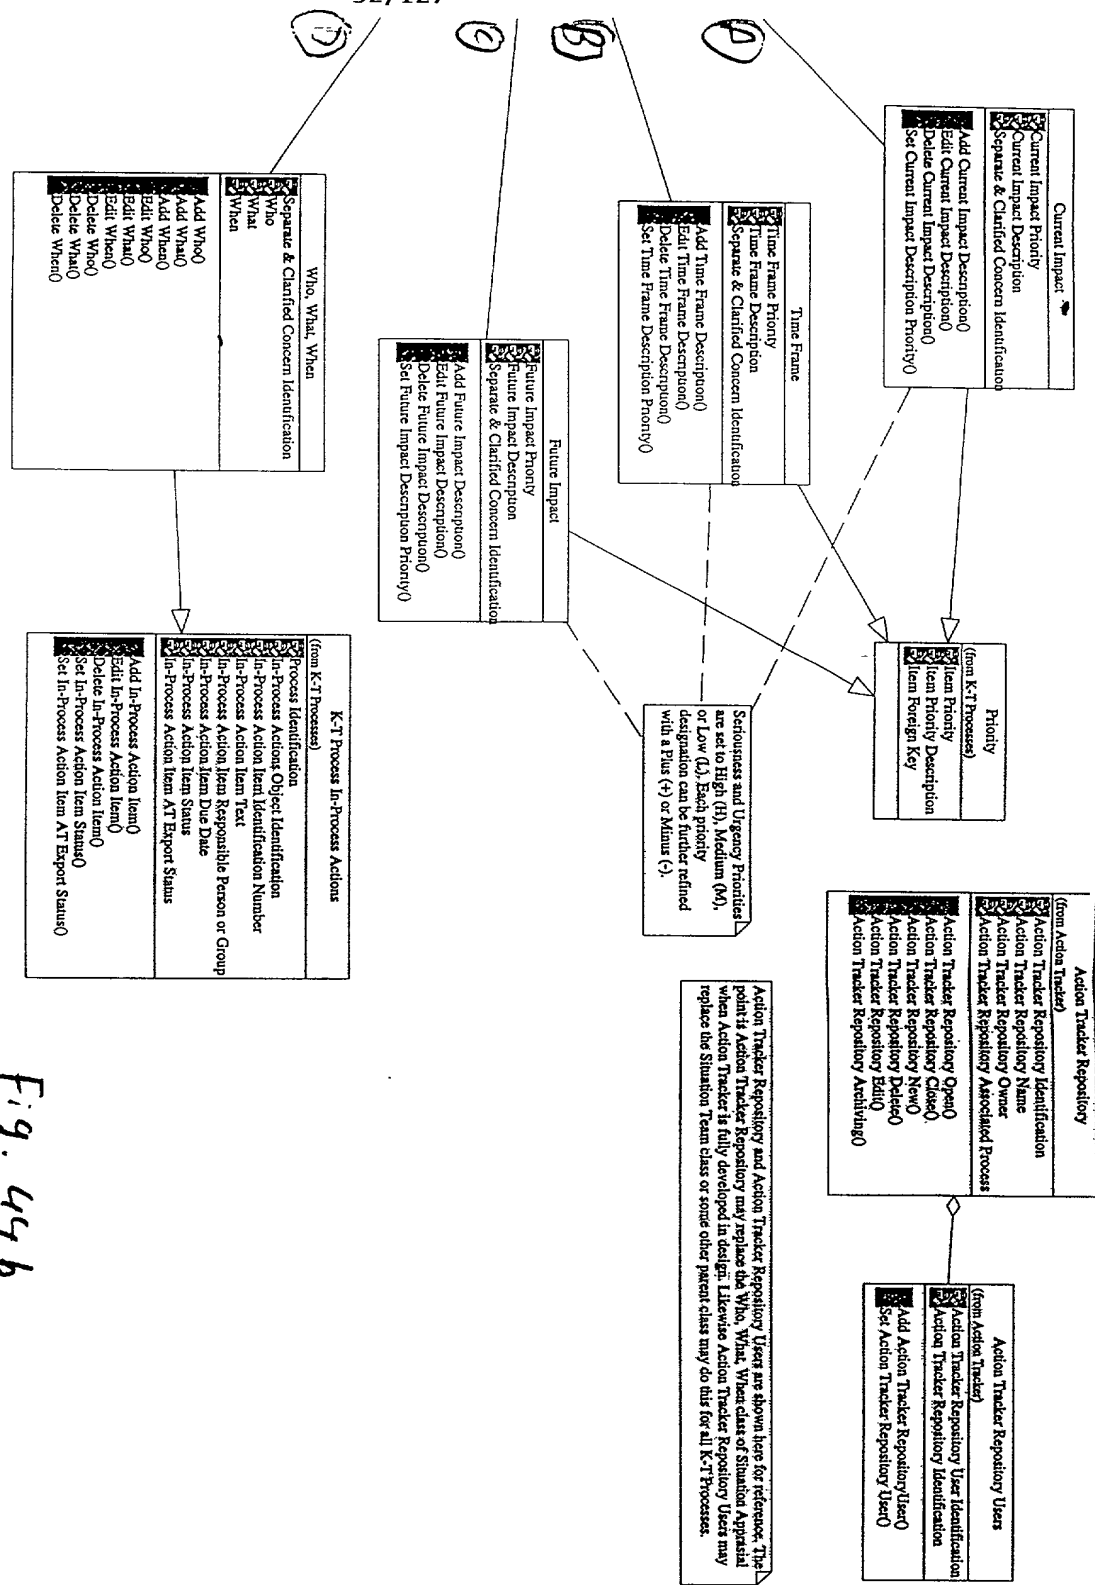 A
B
C
D
Current Impact
Current Impact Priority
Current Impact Description
Separate & Clarified Concern Identification
Add Current Impact Description()
Edit Current Impact Description()
Delete Current Impact Description()
Set Current Impact Description Priority()
Time Frame
Time Frame Priority
Time Frame Description
Separate & Clarified Concern Identification
Add Time Frame Description()
Edit Time Frame Description()
Delete Time Frame Description()
Set Time Frame Description Priority()
Future Impact
Future Impact Priority
Future Impact Description
Separate & Clarified Concern Identification
Add Future Impact Description()
Edit Future Impact Description()
Delete Future Impact Description()
Set Future Impact Description Priority()
Who, What, When
Separate & Clarified Concern Identification
Who
What
When
Add Who()
Add What()
Add When()
Edit Who()
Edit What()
Edit When()
Delete Who()
Delete What()
Delete When()
Priority
(from K-T Processes)
Item Priority
Item Priority Description
Item Foreign Key
Seriousness and Urgency Priorities
are set to High (H), Medium (M),
or Low (L). Each priority
designation can be further refined
with a Plus (+) or Minus (-).
K-T Process In-Process Actions
(from K-T Processes)
Process Identification
In-Process Actions Object Identification
In-Process Action Item Identification Number
In-Process Action Item Text
In-Process Action Item Responsible Person or Group
In-Process Action Item Due Date
In-Process Action Item Status
In-Process Action Item AT Export Status
Add In-Process Action Item()
Edit In-Process Action Item()
Delete In-Process Action Item()
Set In-Process Action Item Status()
Set In-Process Action Item AT Export Status()
Action Tracker Repository
(from Action Tracker)
Action Tracker Repository Identification
Action Tracker Repository Name
Action Tracker Repository Owner
Action Tracker Repository Associated Process
Action Tracker Repository Open()
Action Tracker Repository Close()
Action Tracker Repository New()
Action Tracker Repository Delete()
Action Tracker Repository Edit()
Action Tracker Repository Archiving()
Action Tracker Repository Users
(from Action Tracker)
Action Tracker Repository User Identification
Action Tracker Repository Identification
Add Action Tracker RepositoryUser()
Set Action Tracker Repository User()
Action Tracker Repository and Action Tracker Repository Users are shown here for reference. The
point is Action Tracker Repository may replace the Who, What, When class of Situation Apprasial
when Action Tracker is fully developed in design. Likewise Action Tracker Repository Users may
replace the Situation Team class or some other parent class may do this for all K-T Processes.
Fig. 44b